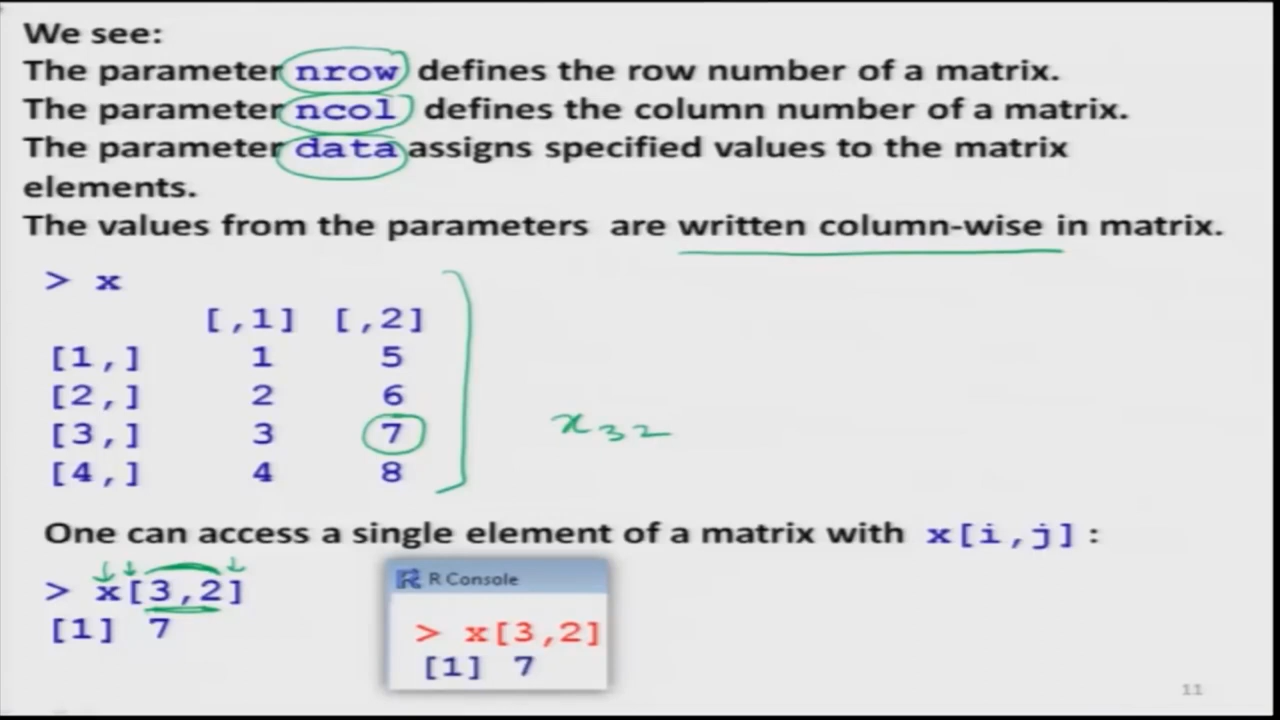 We see:
The parameter nrow defines the row number of a matrix.
The parameter ncol defines the column number of a matrix.
The parameter data assigns specified values to the matrix
elements.
The values from the parameters are written column-wise in matrix.
> x
[,1] [,2]
[1,] 1 5
[2,] 2 6
[3,] 3 7
x32
[4,] 4 8
One can access a single element of a matrix with x[i,j]:
> x[3,2]
[1] 7
R R Console
> x[3,2]
[1] 7
11